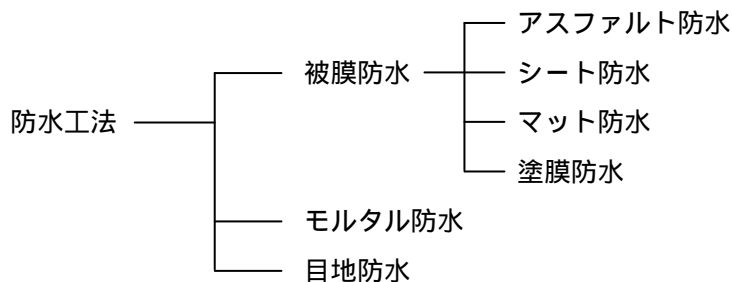 防水工法
被膜防水
アスファルト防水
シート防水
マット防水
塗膜防水
モルタル防水
目地防水